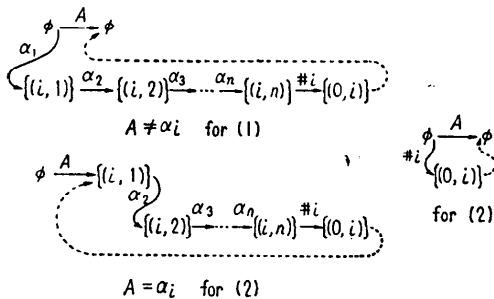 ϕ A ϕ
α₁
{(i, 1)} α₂ {(i, 2)} α₃ ··· αₙ {(i, n)} #i {(0, i)}
A ≠ αᵢ for (1)
ϕ A {(i, 1)}
α₂
{(i, 2)} α₃ ··· αₙ {(i, n)} #i {(0, i)}
A = αᵢ for (2)
ϕ A ϕ
#i
{(0, i)}
for (2)